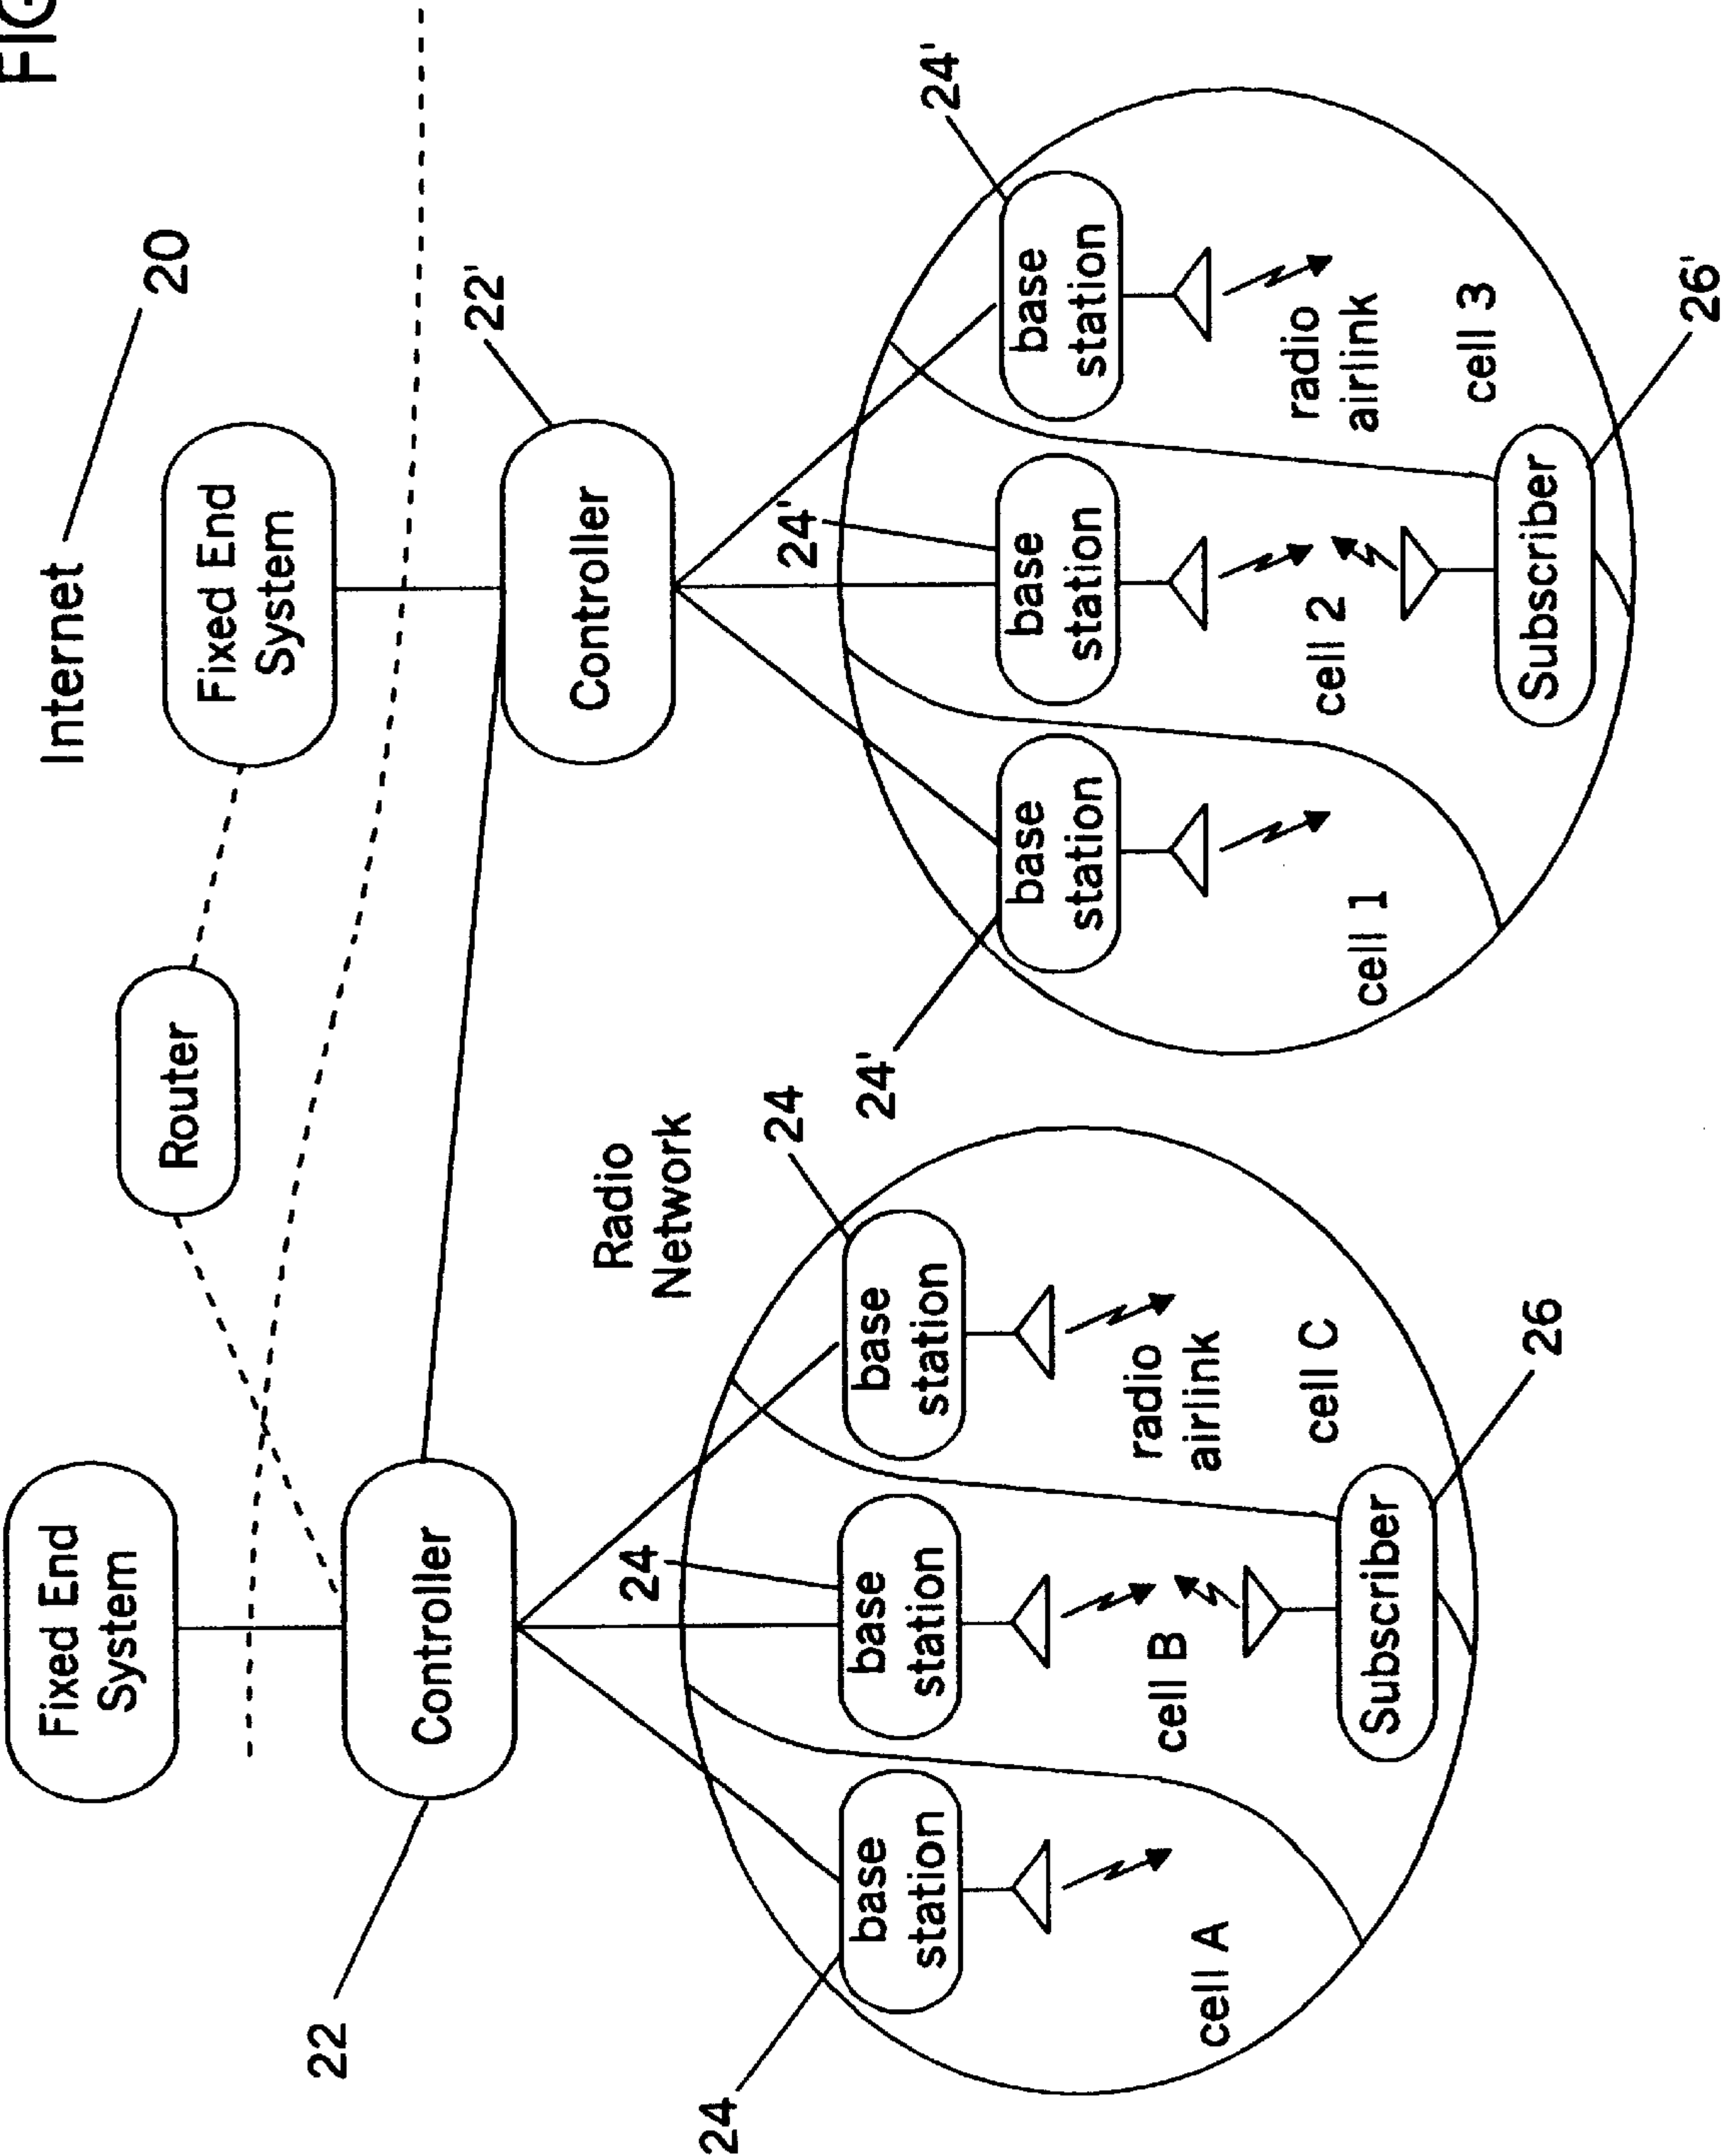 FIG
Internet
20
Fixed End
System
Router
Fixed End
System
22
Controller
22'
Controller
Radio
Network
24
24
24
base
station
base
station
base
station
cell A
cell B
radio
airlink
cell C
Subscriber
26
24'
24'
24'
base
station
base
station
base
station
cell 1
cell 2
radio
airlink
cell 3
Subscriber
26'